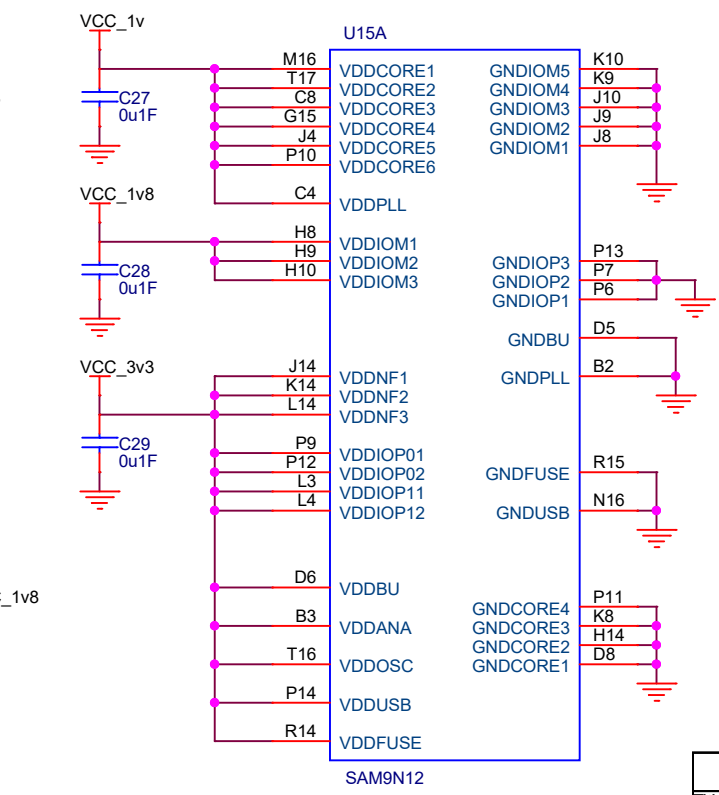 VCC_1v
U15A
M16 VDDCORE1 GNDIOM5 K10
T17 VDDCORE2 GNDIOM4 K9
C8 VDDCORE3 GNDIOM3 J10
G15 VDDCORE4 GNDIOM2 J9
J4 VDDCORE5 GNDIOM1 J8
P10 VDDCORE6
C27
0u1F
C4 VDDPLL
VCC_1v8
H8 VDDIOM1
H9 VDDIOM2 GNDIOP3 P13
H10 VDDIOM3 GNDIOP2 P7
GNDIOP1 P6
C28
0u1F
GNDBU D5
VCC_3v3
J14 VDDNF1 GNDPLL B2
K14 VDDNF2
L14 VDDNF3
C29
0u1F
P9 VDDIOP01
P12 VDDIOP02 GNDFUSE R15
L3 VDDIOP11
L4 VDDIOP12 GNDUSB N16
_1v8
D6 VDDBU
GNDCORE4 P11
B3 VDDANA GNDCORE3 K8
GNDCORE2 H14
T16 VDDOSC GNDCORE1 D8
P14 VDDUSB
R14 VDDFUSE
SAM9N12